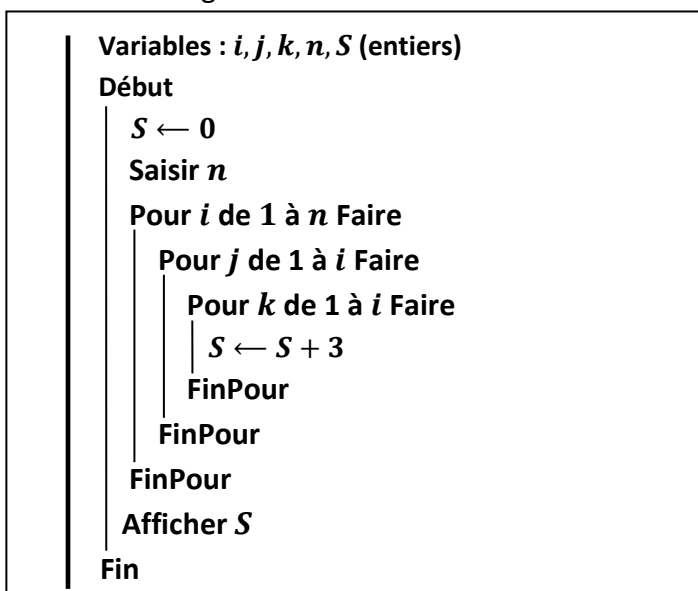 Variables : i, j, k, n, S (entiers)
Début
S ← 0
Saisir n
Pour i de 1 à n Faire
Pour j de 1 à i Faire
Pour k de 1 à i Faire
S ← S + 3
FinPour
FinPour
FinPour
Afficher S
Fin